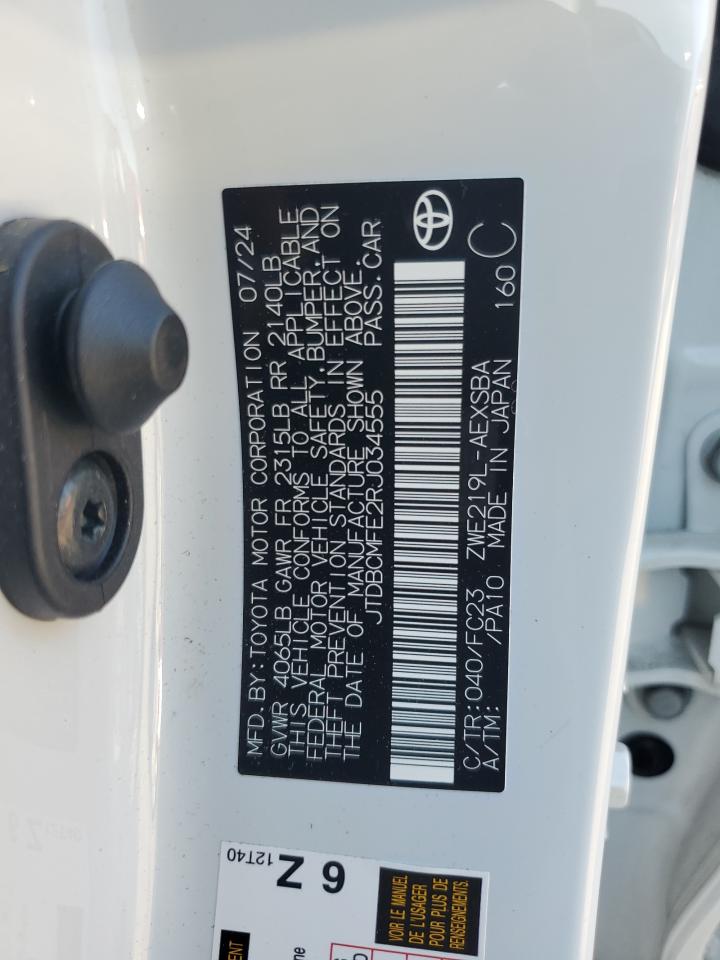 MFD. BY: TOYOTA MOTOR CORPORATION 07/24
GVWR 4065LB GAWR FR 2315LB RR 2140LB
THIS VEHICLE CONFORMS TO ALL APPLICABLE
FEDERAL MOTOR VEHICLE SAFETY, BUMPER, AND
THEFT PREVENTION STANDARDS IN EFFECT ON
THE DATE OF MANUFACTURE SHOWN ABOVE.
JTDBCMFE2RJ034555 PASS. CAR
C/TR: 040/FC23 ZWE219L-AEXSBA
A/TM: /PA10 MADE IN JAPAN 160 C
12T40
6 Z
LE MANUEL
DE L'USAGER
POUR PLUS DE
RENSEIGNEMENTS.